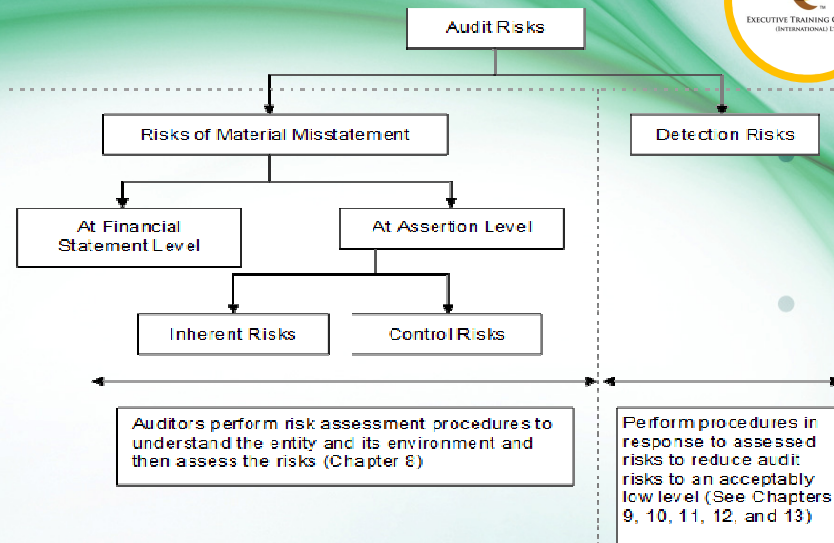 EXECUTIVE TRAINING
(INTERNATIONAL)
Audit Risks
Risks of Material Misstatement
Detection Risks
At Financial
Statement Level
At Assertion Level
Inherent Risks
Control Risks
Auditors perform risk assessment procedures to
understand the entity and its environment and
then assess the risks (Chapter 8)
Perform procedures in
response to assessed
risks to reduce audit
risks to an acceptably
low level (See Chapters
9, 10, 11, 12, and 13)